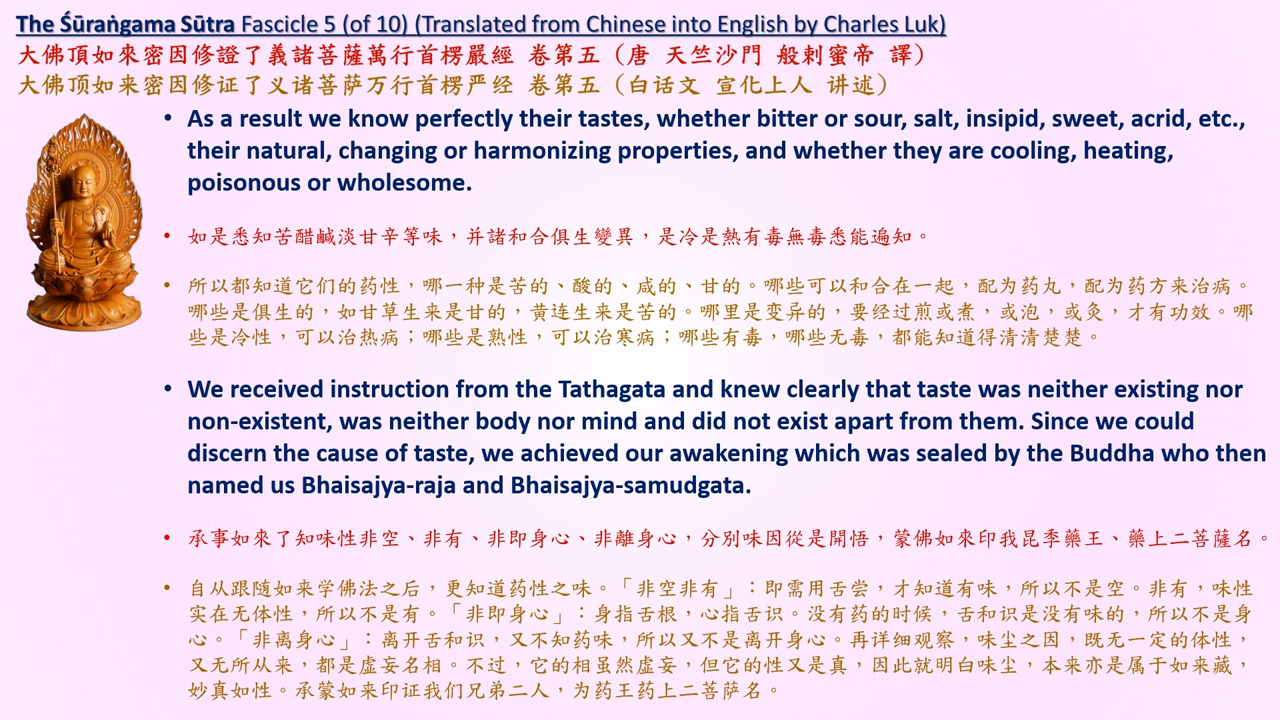 The Śūraṅgama Sūtra Fascicle 5 (of 10) (Translated from Chinese into English by Charles Luk)
大佛頂如來密因修證了義諸菩薩萬行首楞嚴經 卷第五（唐 天竺沙門 般剌蜜帝 譯）
大佛顶如来密因修证了义诸菩萨万行首楞严经 卷第五（白话文 宣化上人 讲述）
• As a result we know perfectly their tastes, whether bitter or sour, salt, insipid, sweet, acrid, etc.,
their natural, changing or harmonizing properties, and whether they are cooling, heating,
poisonous or wholesome.
• 如是悉知苦醋鹹淡甘辛等味，并諸和合俱生變異，是冷是熱有毒無毒悉能遍知。
• 所以都知道它们的药性，哪一种是苦的、酸的、咸的、甘的。哪些可以和合在一起，配为药丸，配为药方来治病。
哪些是俱生的，如甘草生来是甘的，黄连生来是苦的。哪里是变异的，要经过煎或煮，或泡，或灸，才有功效。哪
些是冷性，可以治热病；哪些是熟性，可以治寒病；哪些有毒，哪些无毒，都能知道得清清楚楚。
• We received instruction from the Tathagata and knew clearly that taste was neither existing nor
non-existent, was neither body nor mind and did not exist apart from them. Since we could
discern the cause of taste, we achieved our awakening which was sealed by the Buddha who then
named us Bhaisajya-raja and Bhaisajya-samudgata.
• 承事如來了知味性非空、非有、非即身心、非離身心，分別味因從是開悟，蒙佛如來印我昆季藥王、藥上二菩薩名。
• 自从跟随如来学佛法之后，更知道药性之味。「非空非有」：即需用舌尝，才知道有味，所以不是空。非有，味性
实在无体性，所以不是有。「非即身心」：身指舌根，心指舌识。没有药的时候，舌和识是没有味的，所以不是身
心。「非离身心」：离开舌和识，又不知药味，所以又不是离开身心。再详细观察，味尘之因，既无一定的体性，
又无所从来，都是虚妄名相。不过，它的相虽然虚妄，但它的性又是真，因此就明白味尘，本来亦是属于如来藏，
妙真如性。承蒙如来印证我们兄弟二人，为药王药上二菩萨名。